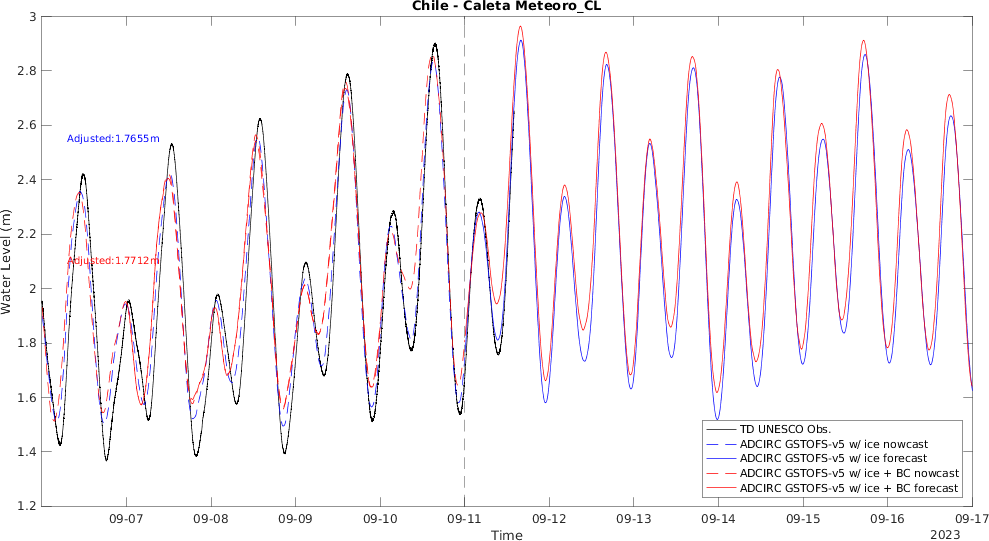 Chile - Caleta Meteoro_CL
Water Level (m)
3
2.8
2.6
2.4
2.2
2
1.8
1.6
1.4
1.2
Adjusted:1.7655m
Adjusted:1.7712m
TD UNESCO Obs.
ADCIRC GSTOFS-v5 w/ ice nowcast
ADCIRC GSTOFS-v5 w/ ice forecast
ADCIRC GSTOFS-v5 w/ ice + BC nowcast
ADCIRC GSTOFS-v5 w/ ice + BC forecast
09-07 09-08 09-09 09-10 09-11 09-12 09-13 09-14 09-15 09-16 09-17
Time
2023